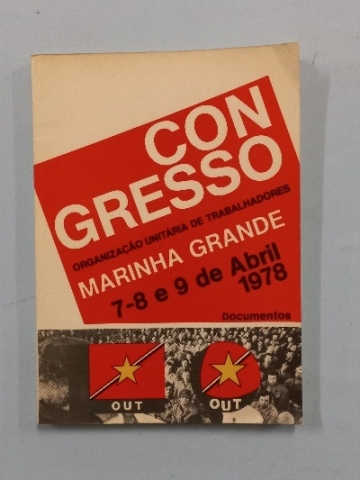 CON
GRESSO
ORGANIZAÇÃO UNITÁRIA DE TRABALHADORES
MARINHA GRANDE
7-8 e 9 de Abril
1978
Documentos
OUT
OUT